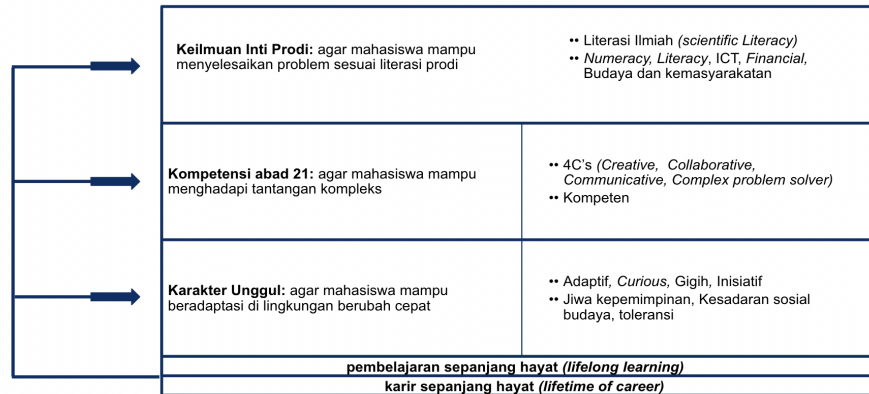 Keilmuan Inti Prodi: agar mahasiswa mampu
menyelesaikan problem sesuai literasi prodi
•• Literasi Ilmiah (scientific Literacy)
•• Numeracy, Literacy, ICT, Financial,
Budaya dan kemasyarakatan
Kompetensi abad 21: agar mahasiswa mampu
menghadapi tantangan kompleks
•• 4C's (Creative, Collaborative,
Communicative, Complex problem solver)
•• Kompeten
Karakter Unggul: agar mahasiswa mampu
beradaptasi di lingkungan berubah cepat
•• Adaptif, Curious, Gigih, Inisiatif
•• Jiwa kepemimpinan, Kesadaran sosial
budaya, toleransi
pembelajaran sepanjang hayat (lifelong learning)
karir sepanjang hayat (lifetime of career)